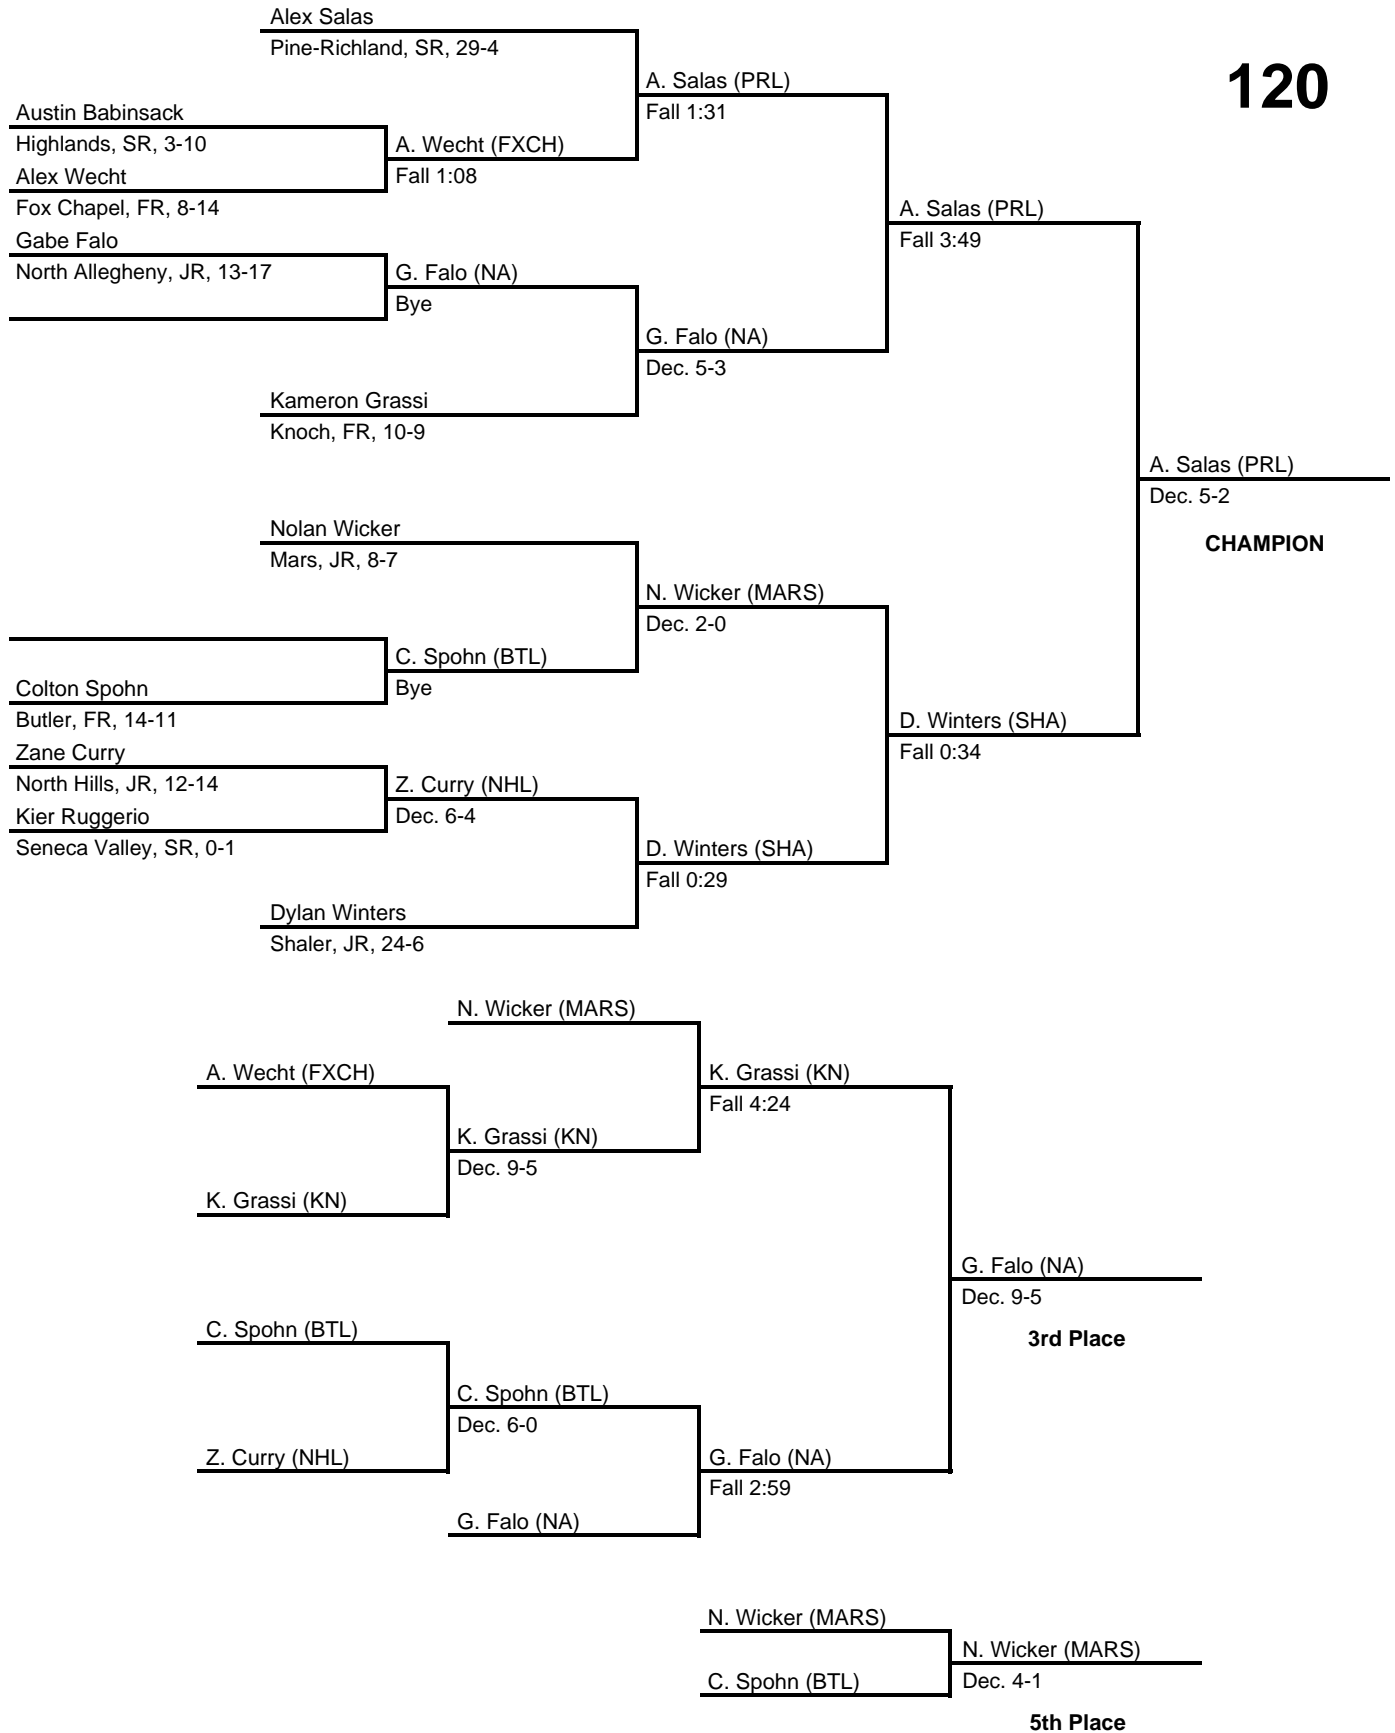 120
Alex Salas
Pine-Richland, SR, 29-4
A. Salas (PRL)
Fall 1:31
Austin Babinsack
Highlands, SR, 3-10
A. Wecht (FXCH)
Fall 1:08
Alex Wecht
Fox Chapel, FR, 8-14
A. Salas (PRL)
Fall 3:49
Gabe Falo
North Allegheny, JR, 13-17
G. Falo (NA)
Bye
G. Falo (NA)
Dec. 5-3
Kameron Grassi
Knoch, FR, 10-9
A. Salas (PRL)
Dec. 5-2
CHAMPION
Nolan Wicker
Mars, JR, 8-7
N. Wicker (MARS)
Dec. 2-0
C. Spohn (BTL)
Bye
Colton Spohn
Butler, FR, 14-11
D. Winters (SHA)
Fall 0:34
Zane Curry
North Hills, JR, 12-14
Z. Curry (NHL)
Dec. 6-4
Kier Ruggerio
Seneca Valley, SR, 0-1
D. Winters (SHA)
Fall 0:29
Dylan Winters
Shaler, JR, 24-6
N. Wicker (MARS)
A. Wecht (FXCH)
K. Grassi (KN)
Fall 4:24
K. Grassi (KN)
Dec. 9-5
K. Grassi (KN)
G. Falo (NA)
Dec. 9-5
3rd Place
C. Spohn (BTL)
C. Spohn (BTL)
Dec. 6-0
Z. Curry (NHL)
G. Falo (NA)
Fall 2:59
G. Falo (NA)
N. Wicker (MARS)
N. Wicker (MARS)
Dec. 4-1
C. Spohn (BTL)
5th Place